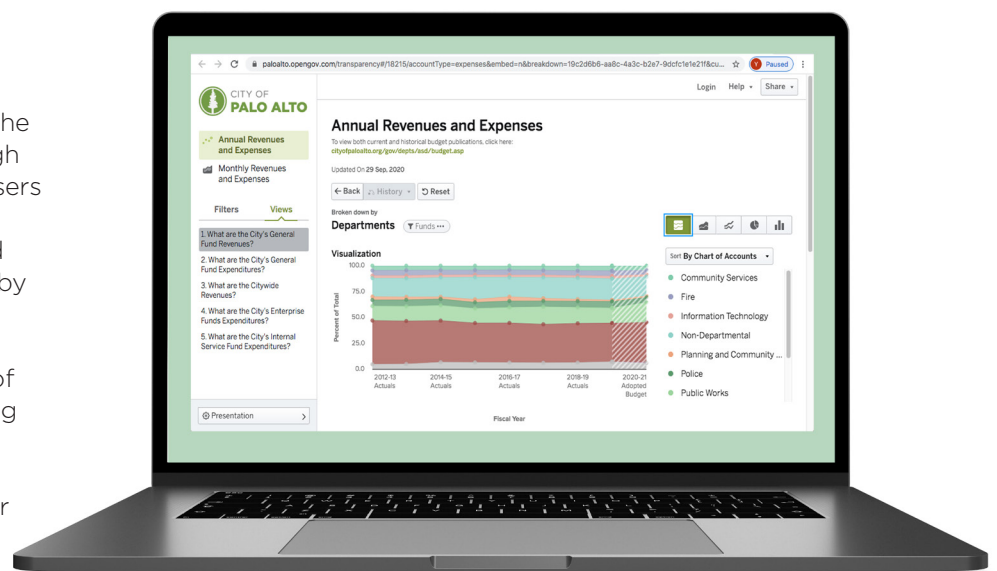 he
gh
sers
d
by
of
g
r
paloalto.opengov.com/transparency#/18215/accountType=expenses&embed=n&breakdown=19c2d6b6-aa8c-4a3c-b2e7-9dcfc1e1e21f&cu...
Paused
CITY OF
PALO ALTO
Login Help Share
Annual Revenues
and Expenses
Monthly Revenues
and Expenses
Filters Views
1. What are the City's General
Fund Revenues?
2. What are the City's General
Fund Expenditures?
3. What are the Citywide
Revenues?
4. What are the City's Enterprise
Funds Expenditures?
5. What are the City's Internal
Service Fund Expenditures?
Presentation
Annual Revenues and Expenses
To view both current and historical budget publications, click here:
cityofpaloalto.org/gov/depts/asd/budget.asp
Updated On 29 Sep, 2020
Back History Reset
Broken down by
Departments Funds
Visualization
Percent of Total
100.0
75.0
50.0
25.0
0.0
2012-13 2014-15 2016-17 2018-19 2020-21
Actuals Actuals Actuals Actuals Adopted
Budget
Fiscal Year
Sort By Chart of Accounts
Community Services
Fire
Information Technology
Non-Departmental
Planning and Community ...
Police
Public Works